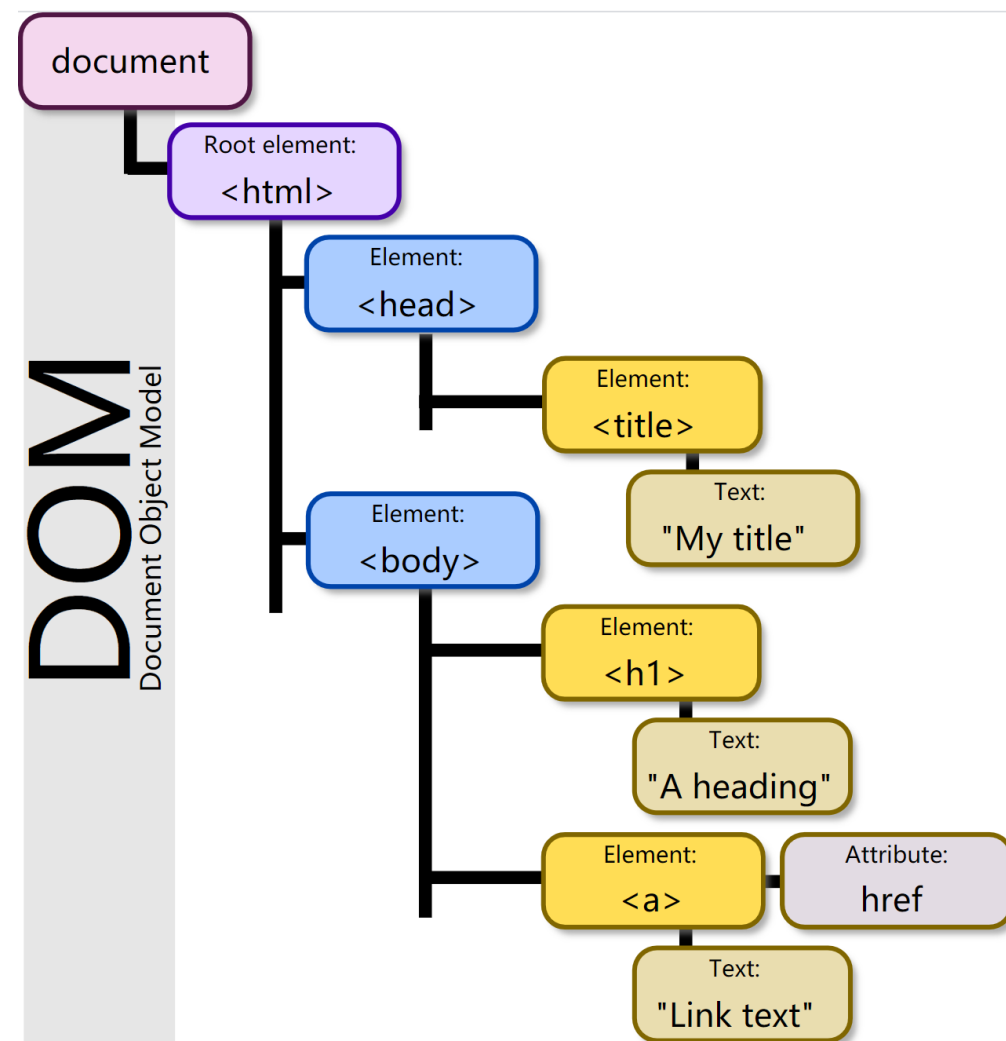 document
Root element:
<html>
Element:
<head>
Element:
<title>
Text:
"My title"
Element:
<body>
Element:
<h1>
Text:
"A heading"
Element:
<a>
Attribute:
href
Text:
"Link text"
DOM
Document Object Model